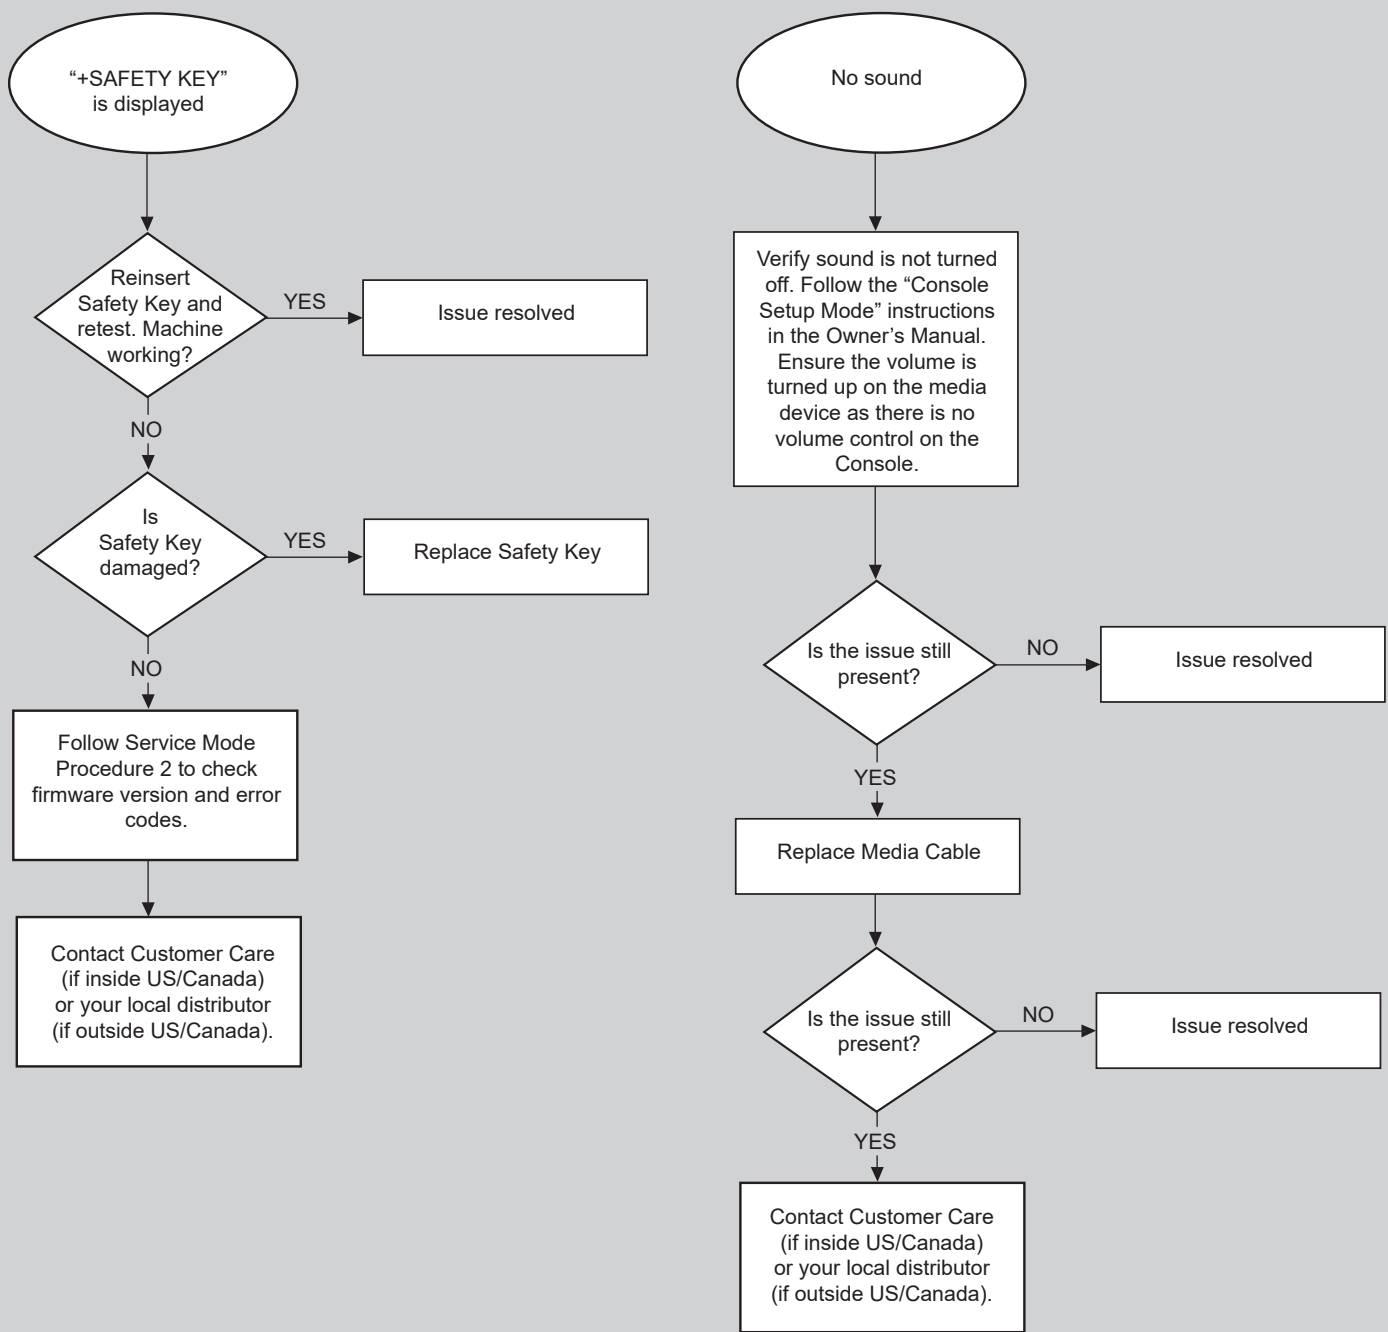 “+SAFETY KEY”
is displayed
Reinsert
Safety Key and
retest. Machine
working?
YES
Issue resolved
NO
Is
Safety Key
damaged?
YES
Replace Safety Key
NO
Follow Service Mode
Procedure 2 to check
firmware version and error
codes.
Contact Customer Care
(if inside US/Canada)
or your local distributor
(if outside US/Canada).
No sound
Verify sound is not turned
off. Follow the “Console
Setup Mode” instructions
in the Owner’s Manual.
Ensure the volume is
turned up on the media
device as there is no
volume control on the
Console.
Is the issue still
present?
NO
Issue resolved
YES
Replace Media Cable
Is the issue still
present?
NO
Issue resolved
YES
Contact Customer Care
(if inside US/Canada)
or your local distributor
(if outside US/Canada).